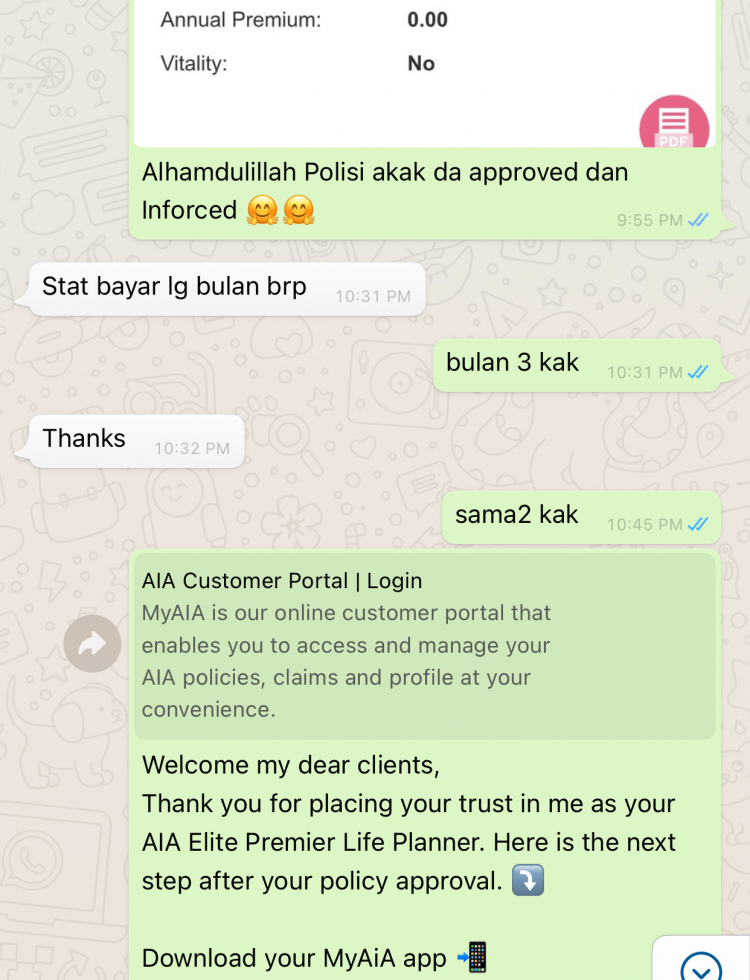 Annual Premium: 0.00
Vitality: No
PDF
Alhamdulillah Polisi akak da approved dan
Inforced 🤗🤗
9:55 PM
Stat bayar lg bulan brp 10:31 PM
bulan 3 kak 10:31 PM
Thanks 10:32 PM
sama2 kak 10:45 PM
AIA Customer Portal | Login
MyAIA is our online customer portal that
enables you to access and manage your
AIA policies, claims and profile at your
convenience.
Welcome my dear clients,
Thank you for placing your trust in me as your
AIA Elite Premier Life Planner. Here is the next
step after your policy approval. ⤵️
Download your MyAiA app 📲